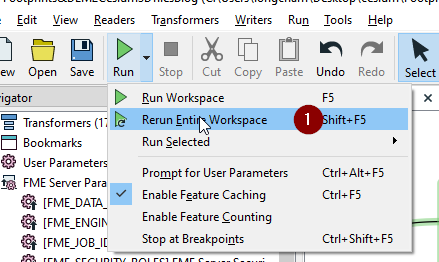 Edit View Readers Transformers Writers Run Tools Help
Open Save Run Stop Cut Copy Paste Undo Redo Select
Navigator
Transformers (17
Bookmarks
User Parameters
FME Server Para
[FME_DATA_
[FME_ENGIN
[FME_JOB_ID
Run Workspace F5
Rerun Entire Workspace 1 Shift+F5
Run Selected
Prompt for User Parameters Ctrl+Alt+F5
Enable Feature Caching Ctrl+F5
Enable Feature Counting
Stop at Breakpoints Ctrl+Shift+F5